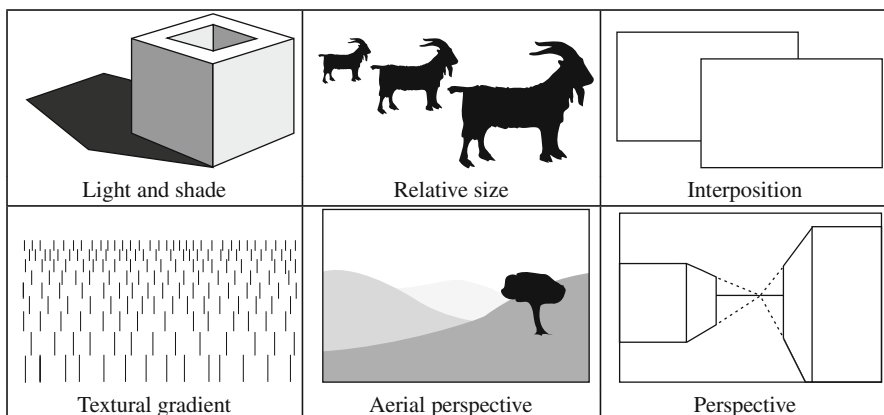 Light and shade
Relative size
Interposition
Textural gradient
Aerial perspective
Perspective